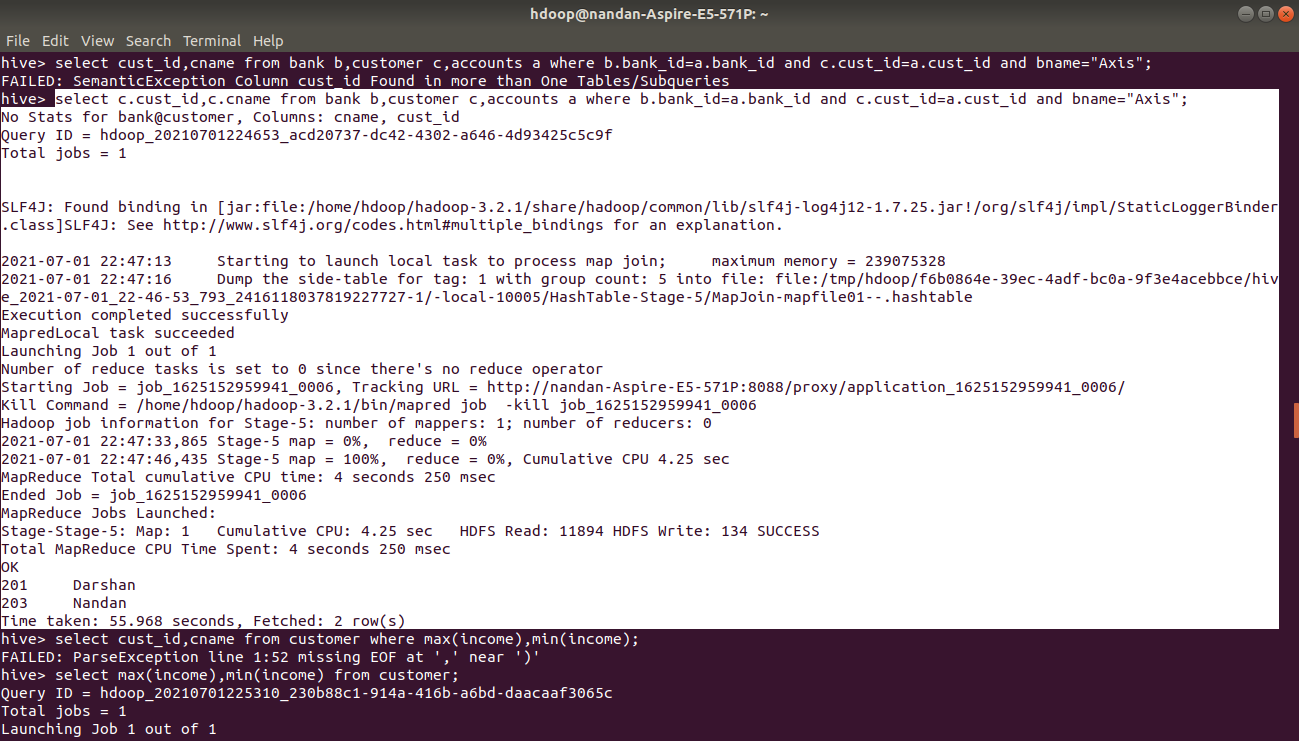 hdoop@nandan-Aspire-E5-571P: ~
File Edit View Search Terminal Help
hive> select cust_id,cname from bank b,customer c,accounts a where b.bank_id=a.bank_id and c.cust_id=a.cust_id and bname="Axis";
FAILED: SemanticException Column cust_id Found in more than One Tables/Subqueries
hive> select c.cust_id,c.cname from bank b,customer c,accounts a where b.bank_id=a.bank_id and c.cust_id=a.cust_id and bname="Axis";
No Stats for bank@customer, Columns: cname, cust_id
Query ID = hdoop_20210701224653_acd20737-dc42-4302-a646-4d93425c5c9f
Total jobs = 1
SLF4J: Found binding in [jar:file:/home/hdoop/hadoop-3.2.1/share/hadoop/common/lib/slf4j-log4j12-1.7.25.jar!/org/slf4j/impl/StaticLoggerBinder
.class]SLF4J: See http://www.slf4j.org/codes.html#multiple_bindings for an explanation.
2021-07-01 22:47:13     Starting to launch local task to process map join;     maximum memory = 239075328
2021-07-01 22:47:16     Dump the side-table for tag: 1 with group count: 5 into file: file:/tmp/hdoop/f6b0864e-39ec-4adf-bc0a-9f3e4acebbce/hiv
e_2021-07-01_22-46-53_793_2416118037819227727-1/-local-10005/HashTable-Stage-5/MapJoin-mapfile01--.hashtable
Execution completed successfully
MapredLocal task succeeded
Launching Job 1 out of 1
Number of reduce tasks is set to 0 since there's no reduce operator
Starting Job = job_1625152959941_0006, Tracking URL = http://nandan-Aspire-E5-571P:8088/proxy/application_1625152959941_0006/
Kill Command = /home/hdoop/hadoop-3.2.1/bin/mapred job  -kill job_1625152959941_0006
Hadoop job information for Stage-5: number of mappers: 1; number of reducers: 0
2021-07-01 22:47:33,865 Stage-5 map = 0%,  reduce = 0%
2021-07-01 22:47:46,435 Stage-5 map = 100%,  reduce = 0%, Cumulative CPU 4.25 sec
MapReduce Total cumulative CPU time: 4 seconds 250 msec
Ended Job = job_1625152959941_0006
MapReduce Jobs Launched:
Stage-Stage-5: Map: 1   Cumulative CPU: 4.25 sec   HDFS Read: 11894 HDFS Write: 134 SUCCESS
Total MapReduce CPU Time Spent: 4 seconds 250 msec
OK
201     Darshan
203     Nandan
Time taken: 55.968 seconds, Fetched: 2 row(s)
hive> select cust_id,cname from customer where max(income),min(income);
FAILED: ParseException line 1:52 missing EOF at ',' near ')'
hive> select max(income),min(income) from customer;
Query ID = hdoop_20210701225310_230b88c1-914a-416b-a6bd-daacaaf3065c
Total jobs = 1
Launching Job 1 out of 1